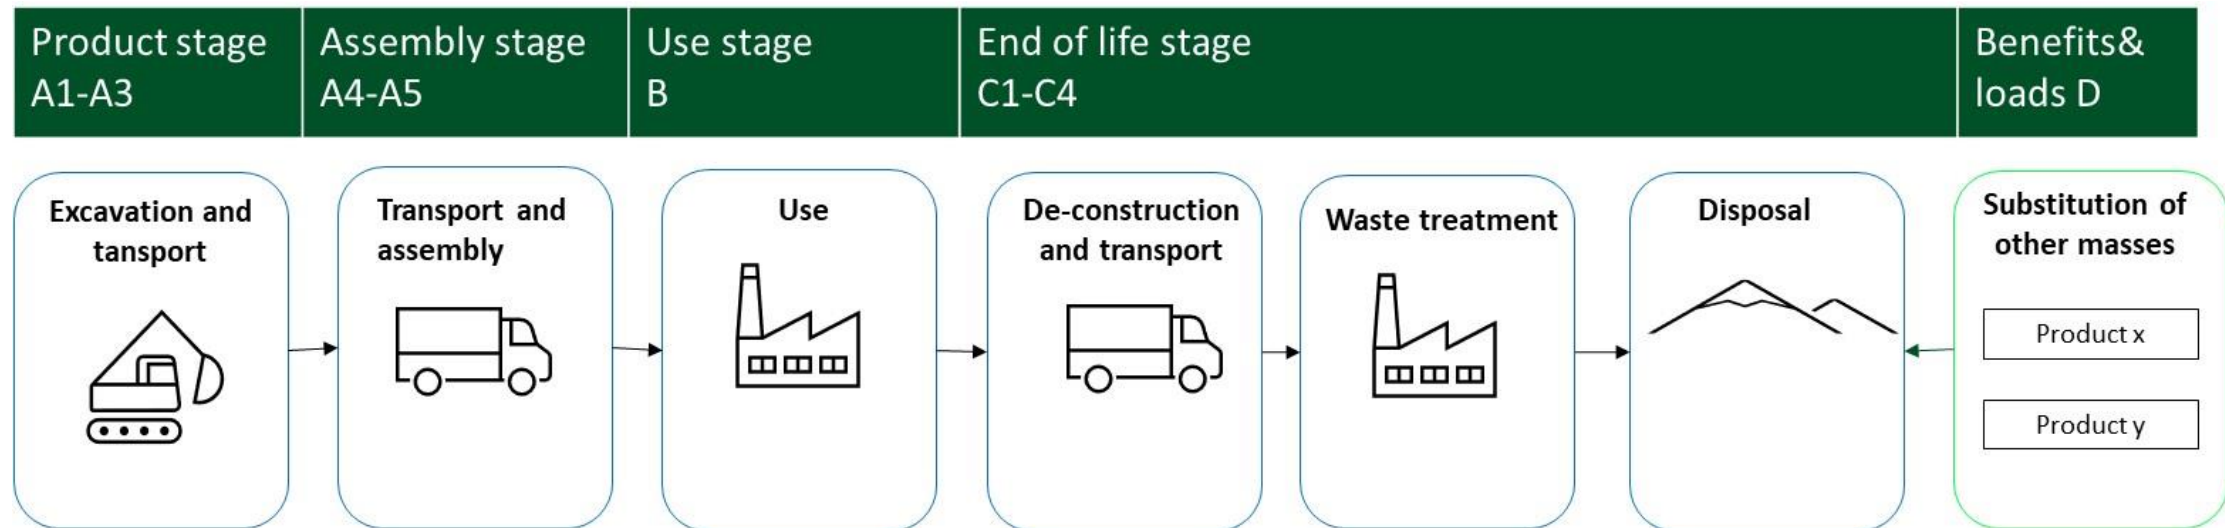 Product stage
A1-A3
Assembly stage
A4-A5
Use stage
B
End of life stage
C1-C4
Benefits&
loads D
Excavation and
tansport
Transport and
assembly
Use
De-construction
and transport
Waste treatment
Disposal
Substitution of
other masses
Product x
Product y